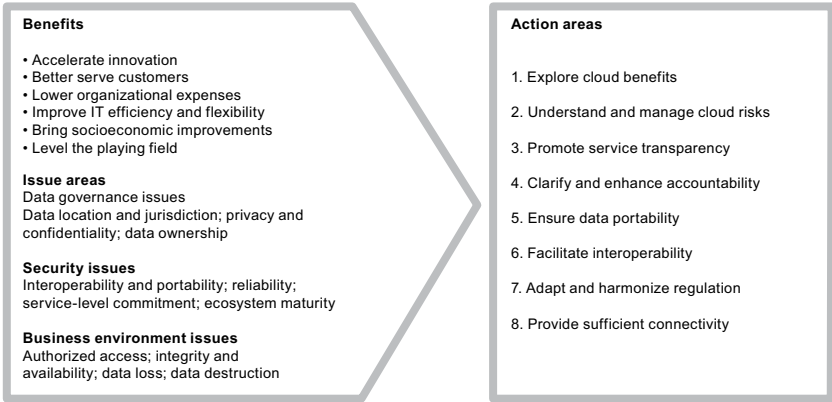 Benefits
• Accelerate innovation
• Better serve customers
• Lower organizational expenses
• Improve IT efficiency and flexibility
• Bring socioeconomic improvements
• Level the playing field
Issue areas
Data governance issues
Data location and jurisdiction; privacy and
confidentiality; data ownership
Security issues
Interoperability and portability; reliability;
service-level commitment; ecosystem maturity
Business environment issues
Authorized access; integrity and
availability; data loss; data destruction
Action areas
1. Explore cloud benefits
2. Understand and manage cloud risks
3. Promote service transparency
4. Clarify and enhance accountability
5. Ensure data portability
6. Facilitate interoperability
7. Adapt and harmonize regulation
8. Provide sufficient connectivity